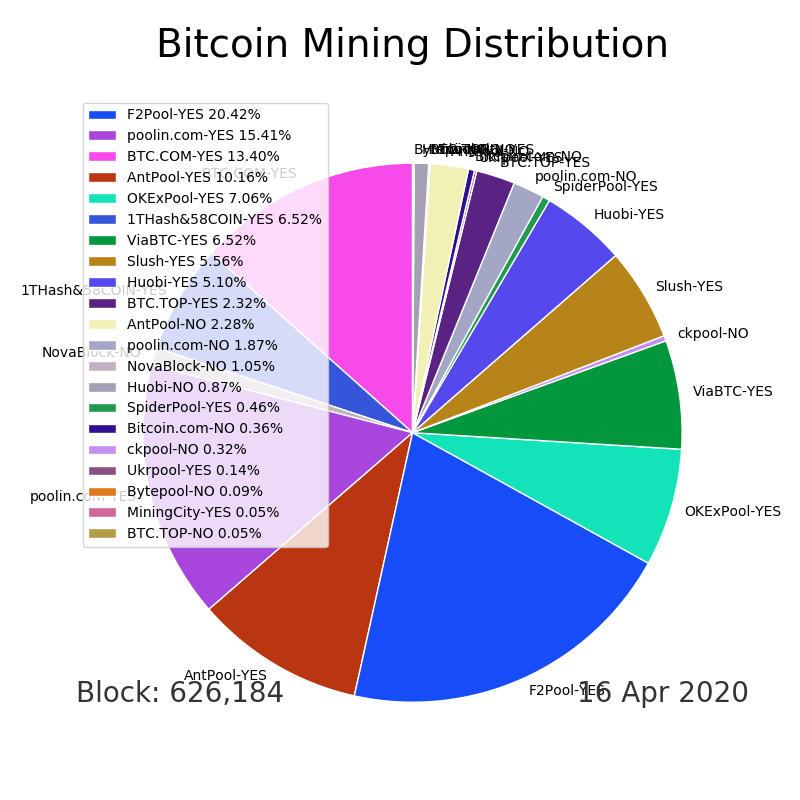 Bitcoin Mining Distribution
F2Pool-YES 20.42%
poolin.com-YES 15.41%
BTC.COM-YES 13.40%
AntPool-YES 10.16%
OKExPool-YES 7.06%
1THash&58COIN-YES 6.52%
ViaBTC-YES 6.52%
Slush-YES 5.56%
Huobi-YES 5.10%
BTC.TOP-YES 2.32%
AntPool-NO 2.28%
poolin.com-NO 1.87%
NovaBlock-NO 1.05%
Huobi-NO 0.87%
SpiderPool-YES 0.46%
Bitcoin.com-NO 0.36%
ckpool-NO 0.32%
Ukrpool-YES 0.14%
Bytepool-NO 0.09%
MiningCity-YES 0.05%
BTC.TOP-NO 0.05%
BTC.COM-YES
1THash&58COIN-YES
NovaBlock-NO
poolin.com-YES
AntPool-YES
F2Pool-YES
OKExPool-YES
ViaBTC-YES
ckpool-NO
Slush-YES
Huobi-YES
SpiderPool-YES
poolin.com-NO
BTC.TOP-YES
Block: 626,184
16 Apr 2020